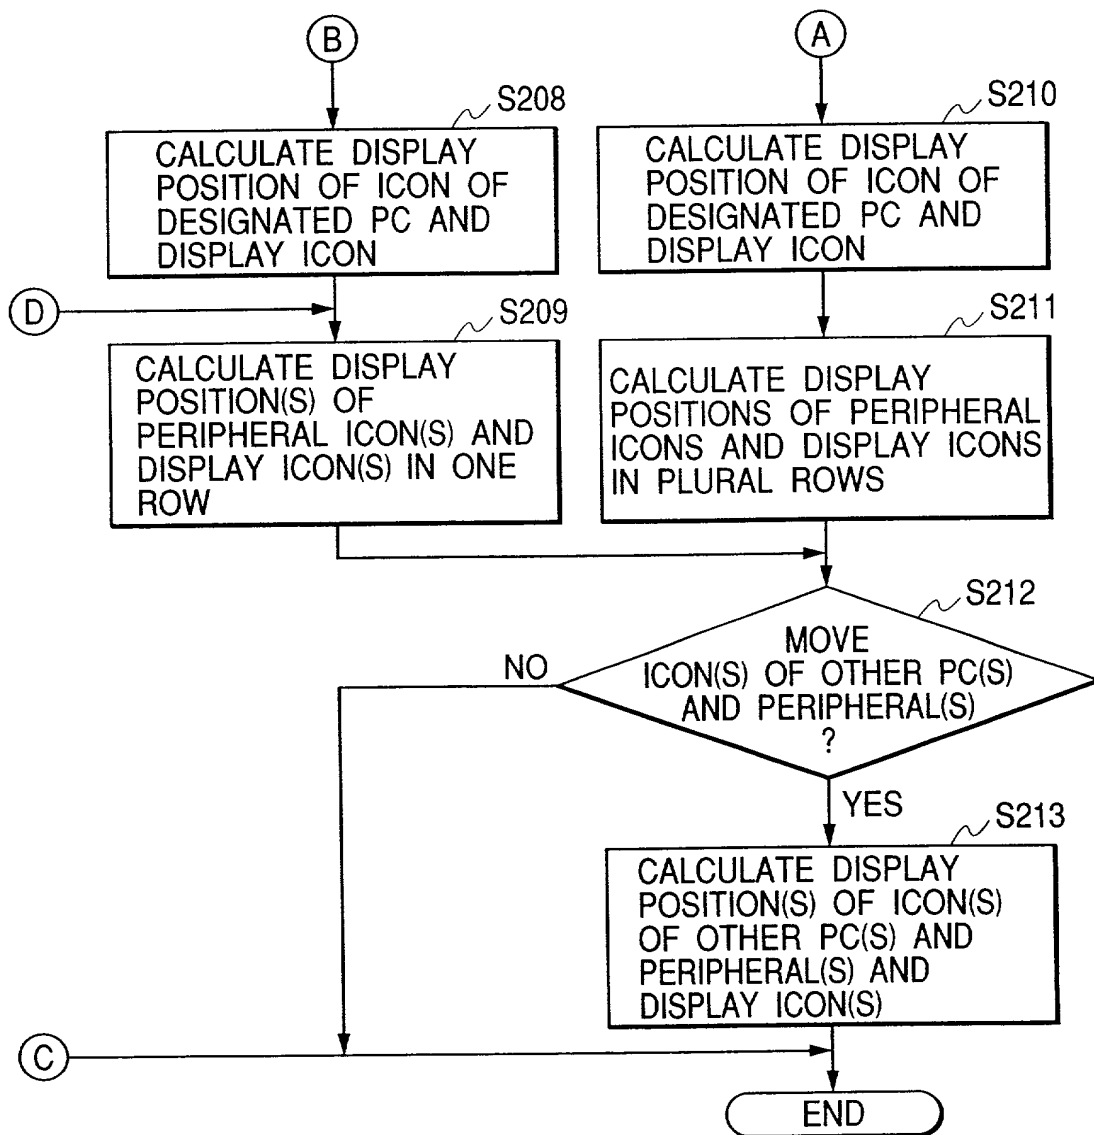 B
A
S208
CALCULATE DISPLAY
POSITION OF ICON OF
DESIGNATED PC AND
DISPLAY ICON
S210
CALCULATE DISPLAY
POSITION OF ICON OF
DESIGNATED PC AND
DISPLAY ICON
D
S209
CALCULATE DISPLAY
POSITION(S) OF
PERIPHERAL ICON(S) AND
DISPLAY ICON(S) IN ONE
ROW
S211
CALCULATE DISPLAY
POSITIONS OF PERIPHERAL
ICONS AND DISPLAY ICONS
IN PLURAL ROWS
S212
MOVE
ICON(S) OF OTHER PC(S)
AND PERIPHERAL(S)
?
NO
YES
S213
CALCULATE DISPLAY
POSITION(S) OF ICON(S)
OF OTHER PC(S) AND
PERIPHERAL(S) AND
DISPLAY ICON(S)
C
END